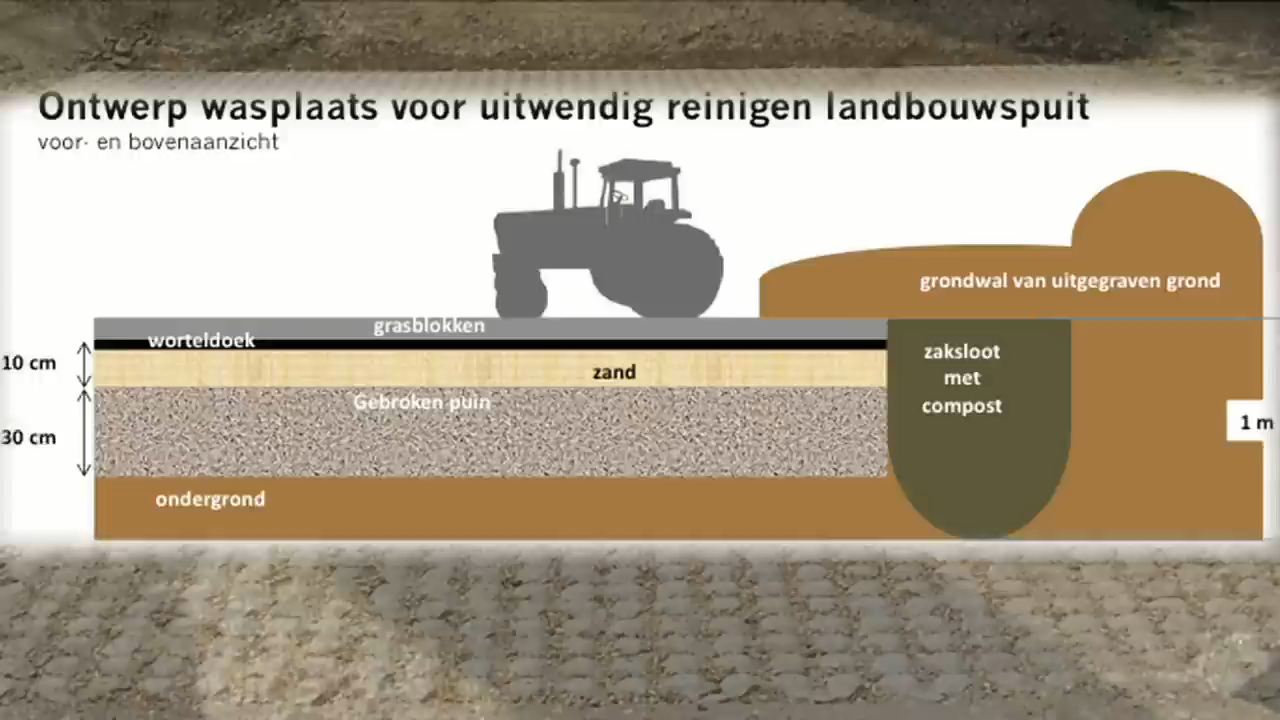 Ontwerp wasplaats voor uitwendig reinigen landbouwspuit
voor- en bovenaanzicht
grondwal van uitgegraven grond
grasblokken
worteldoek
10 cm
zand
zaksloot
met
compost
Gebroken puin
30 cm
1 m
ondergrond